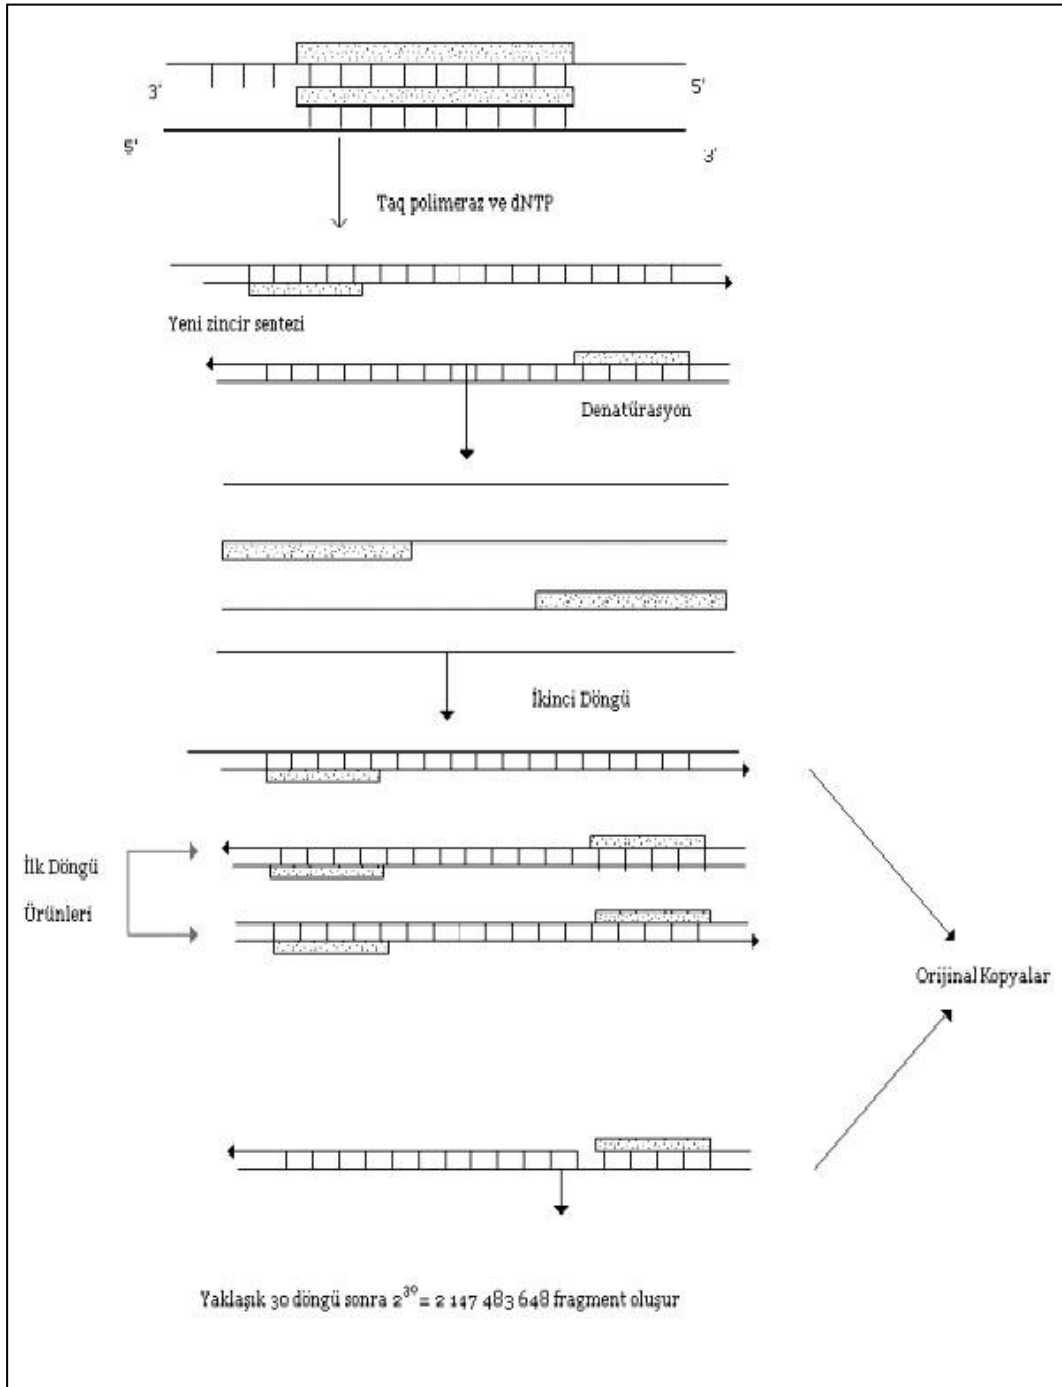 3'
5'
5'
3'
Taq polimeraz ve dNTP
Yeni zincir sentezi
Denatürasyon
İkinci Döngü
İlk Döngü
Ürünleri
Orijinal Kopyalar
Yaklaşık 30 döngü sonra 2³⁰ = 2 147 483 648 fragment oluşur